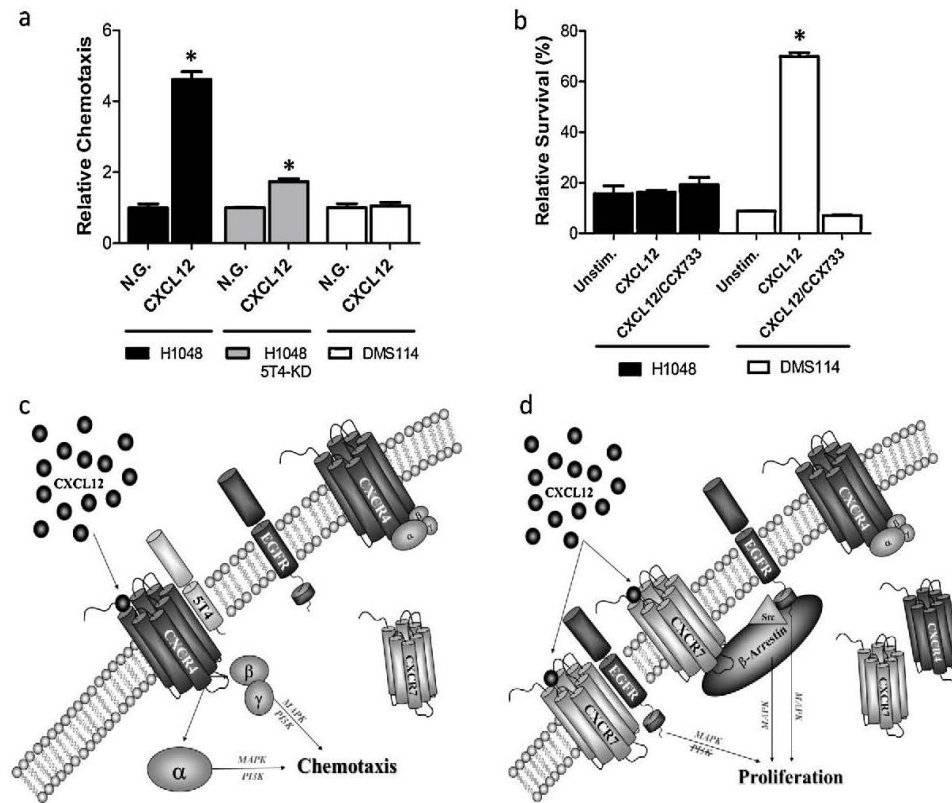 a
Relative Chemotaxis
6
4
2
0
*
*
N.G.
CXCL12
N.G.
CXCL12
N.G.
CXCL12
H1048
H1048
5T4-KD
DMS114
b
Relative Survival (%)
80
60
40
20
0
*
Unstim.
CXCL12
CXCL12/CCX733
Unstim.
CXCL12
CXCL12/CCX733
H1048
DMS114
c
CXCL12
CXCR4
5T4
EGFR
CXCR4
β
α
γ
CXCR7
β
γ
MAPK
PI3K
α
MAPK
PI3K
Chemotaxis
d
CXCL12
CXCR7
EGFR
CXCR7
EGFR
Src
β-Arrestin
CXCR4
β
α
γ
CXCR7
CXCR4
MAPK
PI3K
MAPK
MAPK
Proliferation